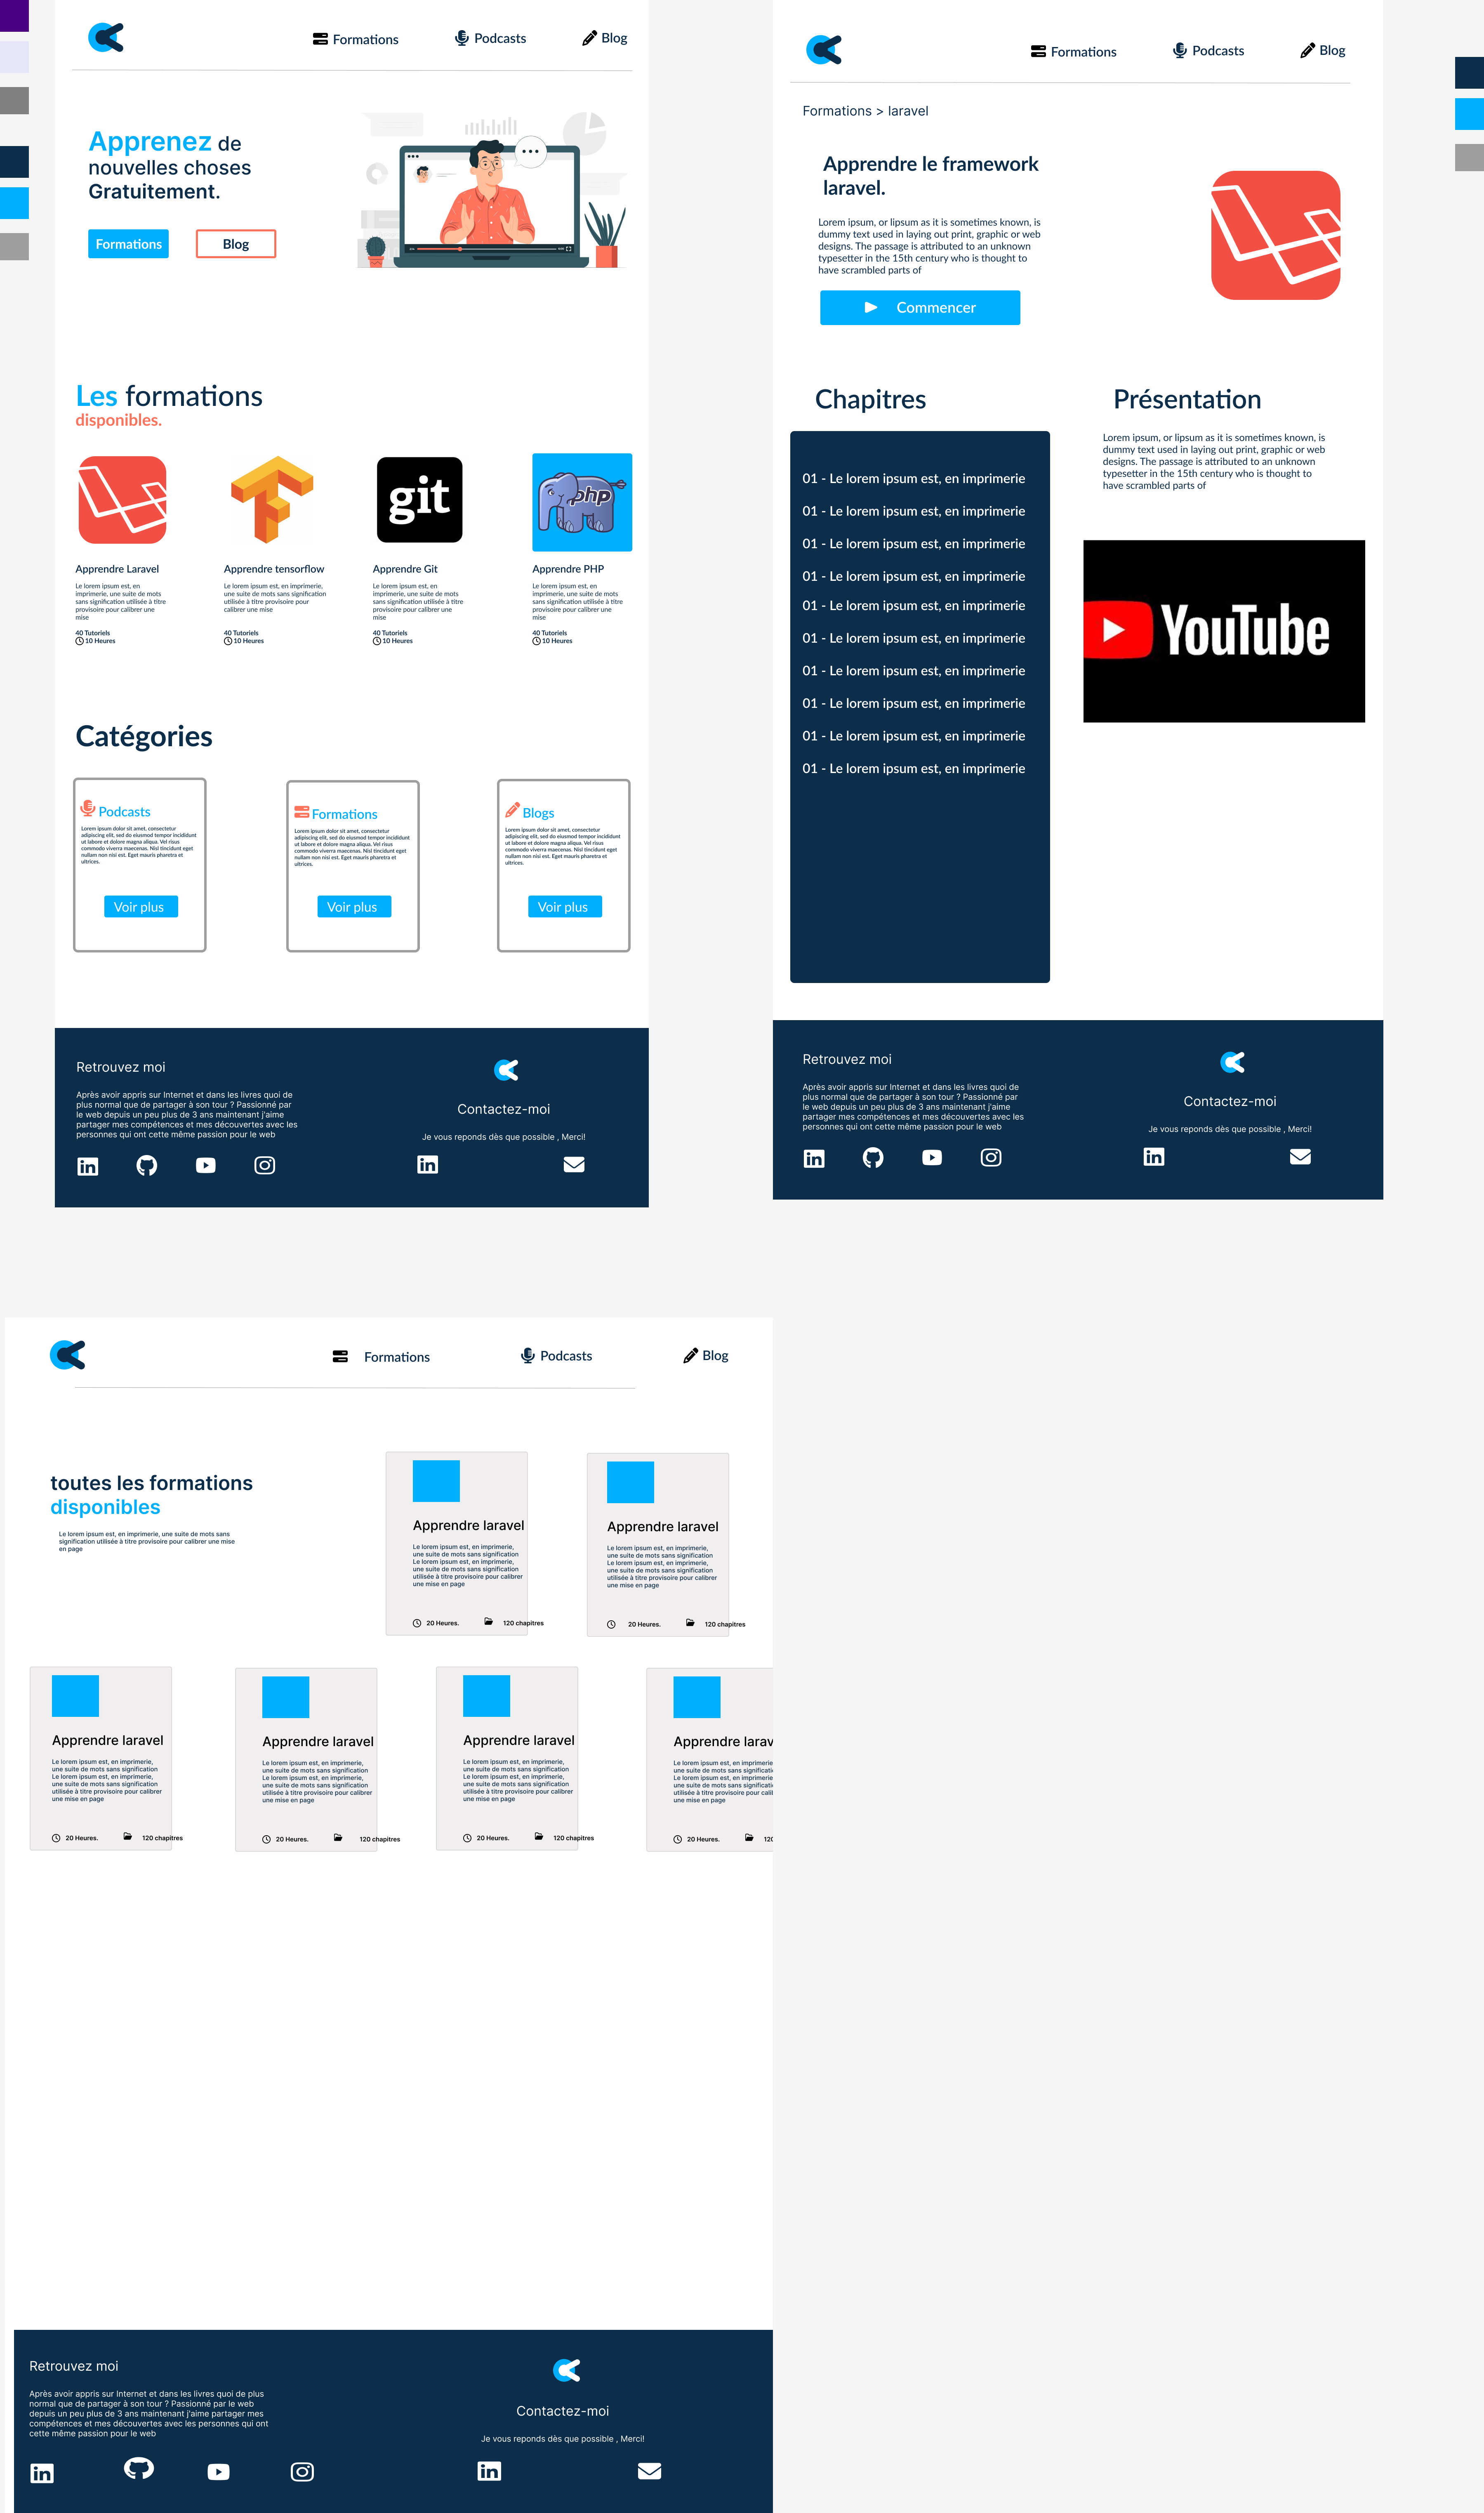 Formations
Podcasts
Blog
Apprenez de
nouvelles choses
Gratuitement.
Formations
Blog
Les formations
disponibles.
git
php
Apprendre Laravel
Le lorem ipsum est, en
imprimerie, une suite de mots
sans signification utilisée à titre
provisoire pour calibrer une
mise
40 Tutoriels
10 Heures
Apprendre tensorflow
Le lorem ipsum est, en imprimerie,
une suite de mots sans signification
utilisée à titre provisoire pour
calibrer une mise
40 Tutoriels
10 Heures
Apprendre Git
Le lorem ipsum est, en
imprimerie, une suite de mots
sans signification utilisée à titre
provisoire pour calibrer une
mise
40 Tutoriels
10 Heures
Apprendre PHP
Le lorem ipsum est, en
imprimerie, une suite de mots
sans signification utilisée à titre
provisoire pour calibrer une
mise
40 Tutoriels
10 Heures
Catégories
Podcasts
Lorem ipsum dolor sit amet, consectetur
adipiscing elit, sed do eiusmod tempor incididunt
ut labore et dolore magna aliqua. Vel risus
commodo viverra maecenas. Nisl tincidunt eget
nullam non nisi est. Eget mauris pharetra et
ultrices.
Voir plus
Formations
Lorem ipsum dolor sit amet, consectetur
adipiscing elit, sed do eiusmod tempor incididunt
ut labore et dolore magna aliqua. Vel risus
commodo viverra maecenas. Nisl tincidunt eget
nullam non nisi est. Eget mauris pharetra et
ultrices.
Voir plus
Blogs
Lorem ipsum dolor sit amet, consectetur
adipiscing elit, sed do eiusmod tempor incididunt
ut labore et dolore magna aliqua. Vel risus
commodo viverra maecenas. Nisl tincidunt eget
nullam non nisi est. Eget mauris pharetra et
ultrices.
Voir plus
Retrouvez moi
Après avoir appris sur Internet et dans les livres quoi de
plus normal que de partager à son tour ? Passionné par
le web depuis un peu plus de 3 ans maintenant j'aime
partager mes compétences et mes découvertes avec les
personnes qui ont cette même passion pour le web
in
Contactez-moi
Je vous reponds dès que possible , Merci!
in
Formations
Podcasts
Blog
Formations > laravel
Apprendre le framework
laravel.
Lorem ipsum, or lipsum as it is sometimes known, is
dummy text used in laying out print, graphic or web
designs. The passage is attributed to an unknown
typesetter in the 15th century who is thought to
have scrambled parts of
Commencer
Chapitres
01 - Le lorem ipsum est, en imprimerie
01 - Le lorem ipsum est, en imprimerie
01 - Le lorem ipsum est, en imprimerie
01 - Le lorem ipsum est, en imprimerie
01 - Le lorem ipsum est, en imprimerie
01 - Le lorem ipsum est, en imprimerie
01 - Le lorem ipsum est, en imprimerie
01 - Le lorem ipsum est, en imprimerie
01 - Le lorem ipsum est, en imprimerie
01 - Le lorem ipsum est, en imprimerie
Présentation
Lorem ipsum, or lipsum as it is sometimes known, is
dummy text used in laying out print, graphic or web
designs. The passage is attributed to an unknown
typesetter in the 15th century who is thought to
have scrambled parts of
YouTube
Retrouvez moi
Après avoir appris sur Internet et dans les livres quoi de
plus normal que de partager à son tour ? Passionné par
le web depuis un peu plus de 3 ans maintenant j'aime
partager mes compétences et mes découvertes avec les
personnes qui ont cette même passion pour le web
in
Contactez-moi
Je vous reponds dès que possible , Merci!
in
Formations
Podcasts
Blog
toutes les formations
disponibles
Le lorem ipsum est, en imprimerie, une suite de mots sans
signification utilisée à titre provisoire pour calibrer une mise
en page
Apprendre laravel
Le lorem ipsum est, en imprimerie,
une suite de mots sans signification
Le lorem ipsum est, en imprimerie,
une suite de mots sans signification
utilisée à titre provisoire pour calibrer
une mise en page
20 Heures.
120 chapitres
Apprendre laravel
Le lorem ipsum est, en imprimerie,
une suite de mots sans signification
Le lorem ipsum est, en imprimerie,
une suite de mots sans signification
utilisée à titre provisoire pour calibrer
une mise en page
20 Heures.
120 chapitres
Apprendre laravel
Le lorem ipsum est, en imprimerie,
une suite de mots sans signification
Le lorem ipsum est, en imprimerie,
une suite de mots sans signification
utilisée à titre provisoire pour calibrer
une mise en page
20 Heures.
120 chapitres
Apprendre laravel
Le lorem ipsum est, en imprimerie,
une suite de mots sans signification
Le lorem ipsum est, en imprimerie,
une suite de mots sans signification
utilisée à titre provisoire pour calibrer
une mise en page
20 Heures.
120 chapitres
Apprendre laravel
Le lorem ipsum est, en imprimerie,
une suite de mots sans signification
Le lorem ipsum est, en imprimerie,
une suite de mots sans signification
utilisée à titre provisoire pour calibrer
une mise en page
20 Heures.
120 chapitres
Apprendre larav
Le lorem ipsum est, en imprimerie
une suite de mots sans significati
Le lorem ipsum est, en imprimerie
une suite de mots sans significati
utilisée à titre provisoire pour cali
une mise en page
20 Heures.
120
Retrouvez moi
Après avoir appris sur Internet et dans les livres quoi de plus
normal que de partager à son tour ? Passionné par le web
depuis un peu plus de 3 ans maintenant j'aime partager mes
compétences et mes découvertes avec les personnes qui ont
cette même passion pour le web
in
Contactez-moi
Je vous reponds dès que possible , Merci!
in